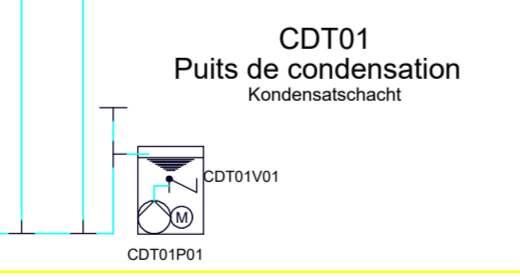 CDT01
Puits de condensation
Kondensatschacht
CDT01V01
M
CDT01P01